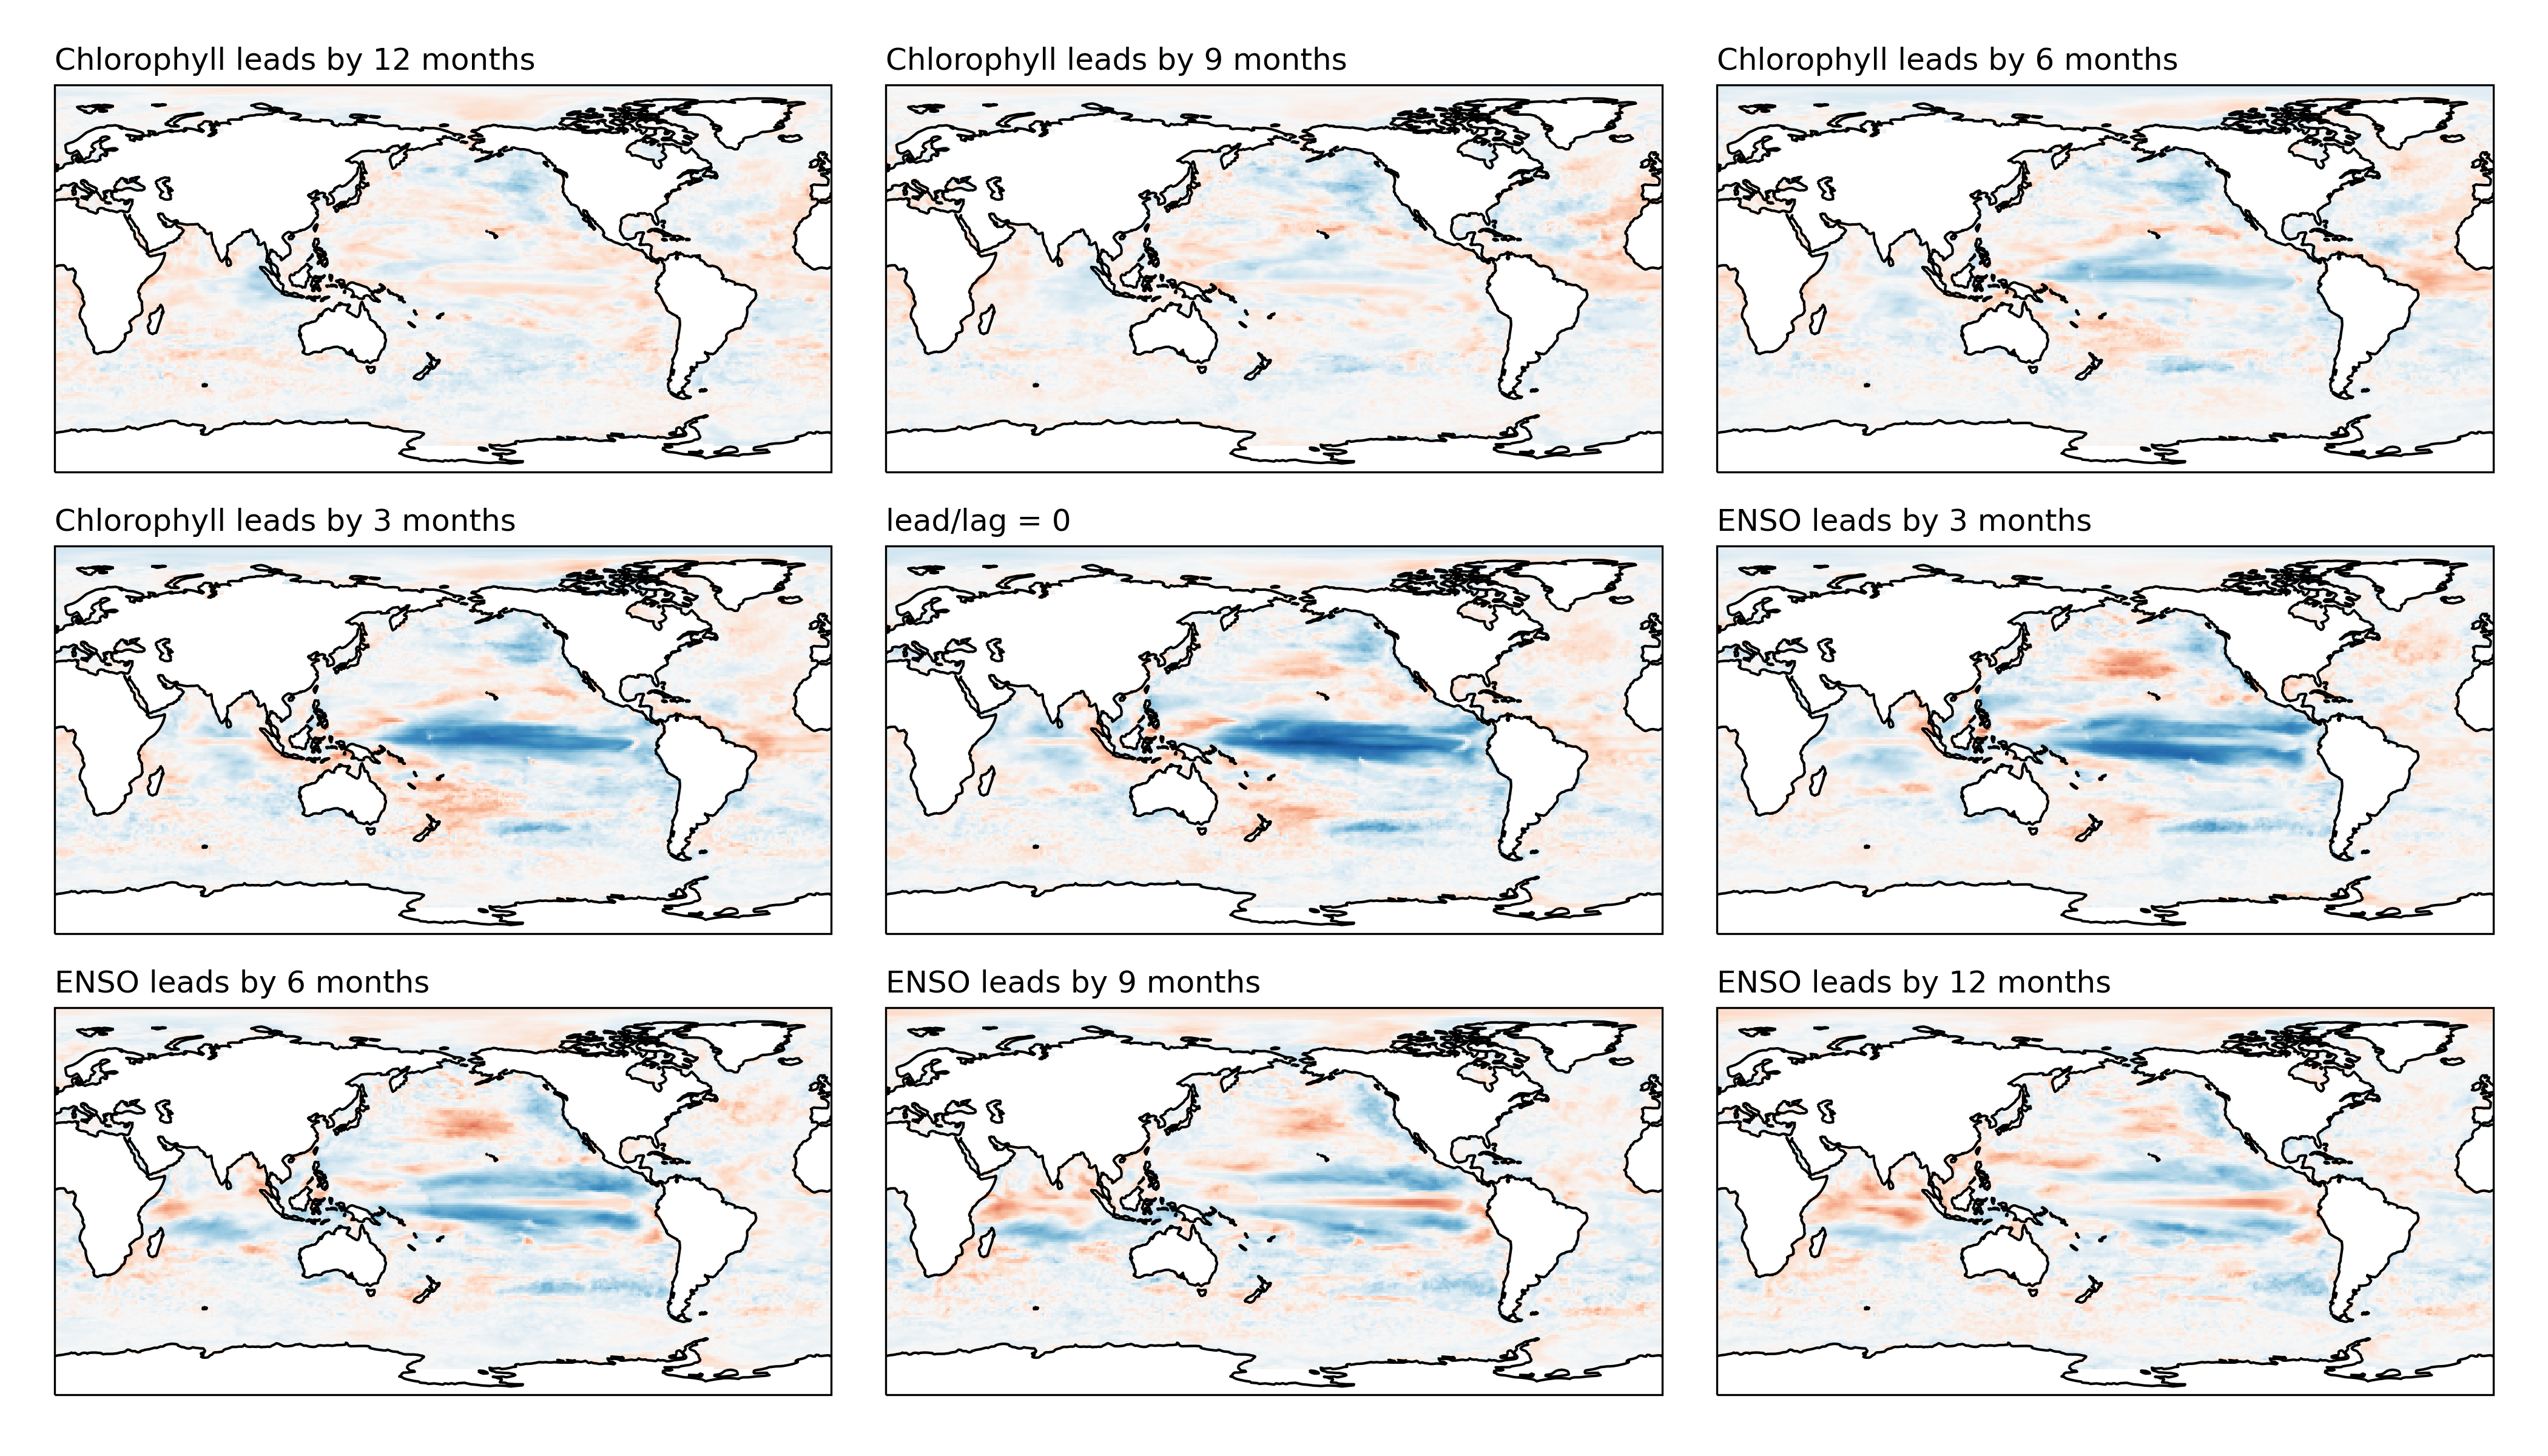 Chlorophyll leads by 12 months
Chlorophyll leads by 9 months
Chlorophyll leads by 6 months
Chlorophyll leads by 3 months
lead/lag = 0
ENSO leads by 3 months
ENSO leads by 6 months
ENSO leads by 9 months
ENSO leads by 12 months